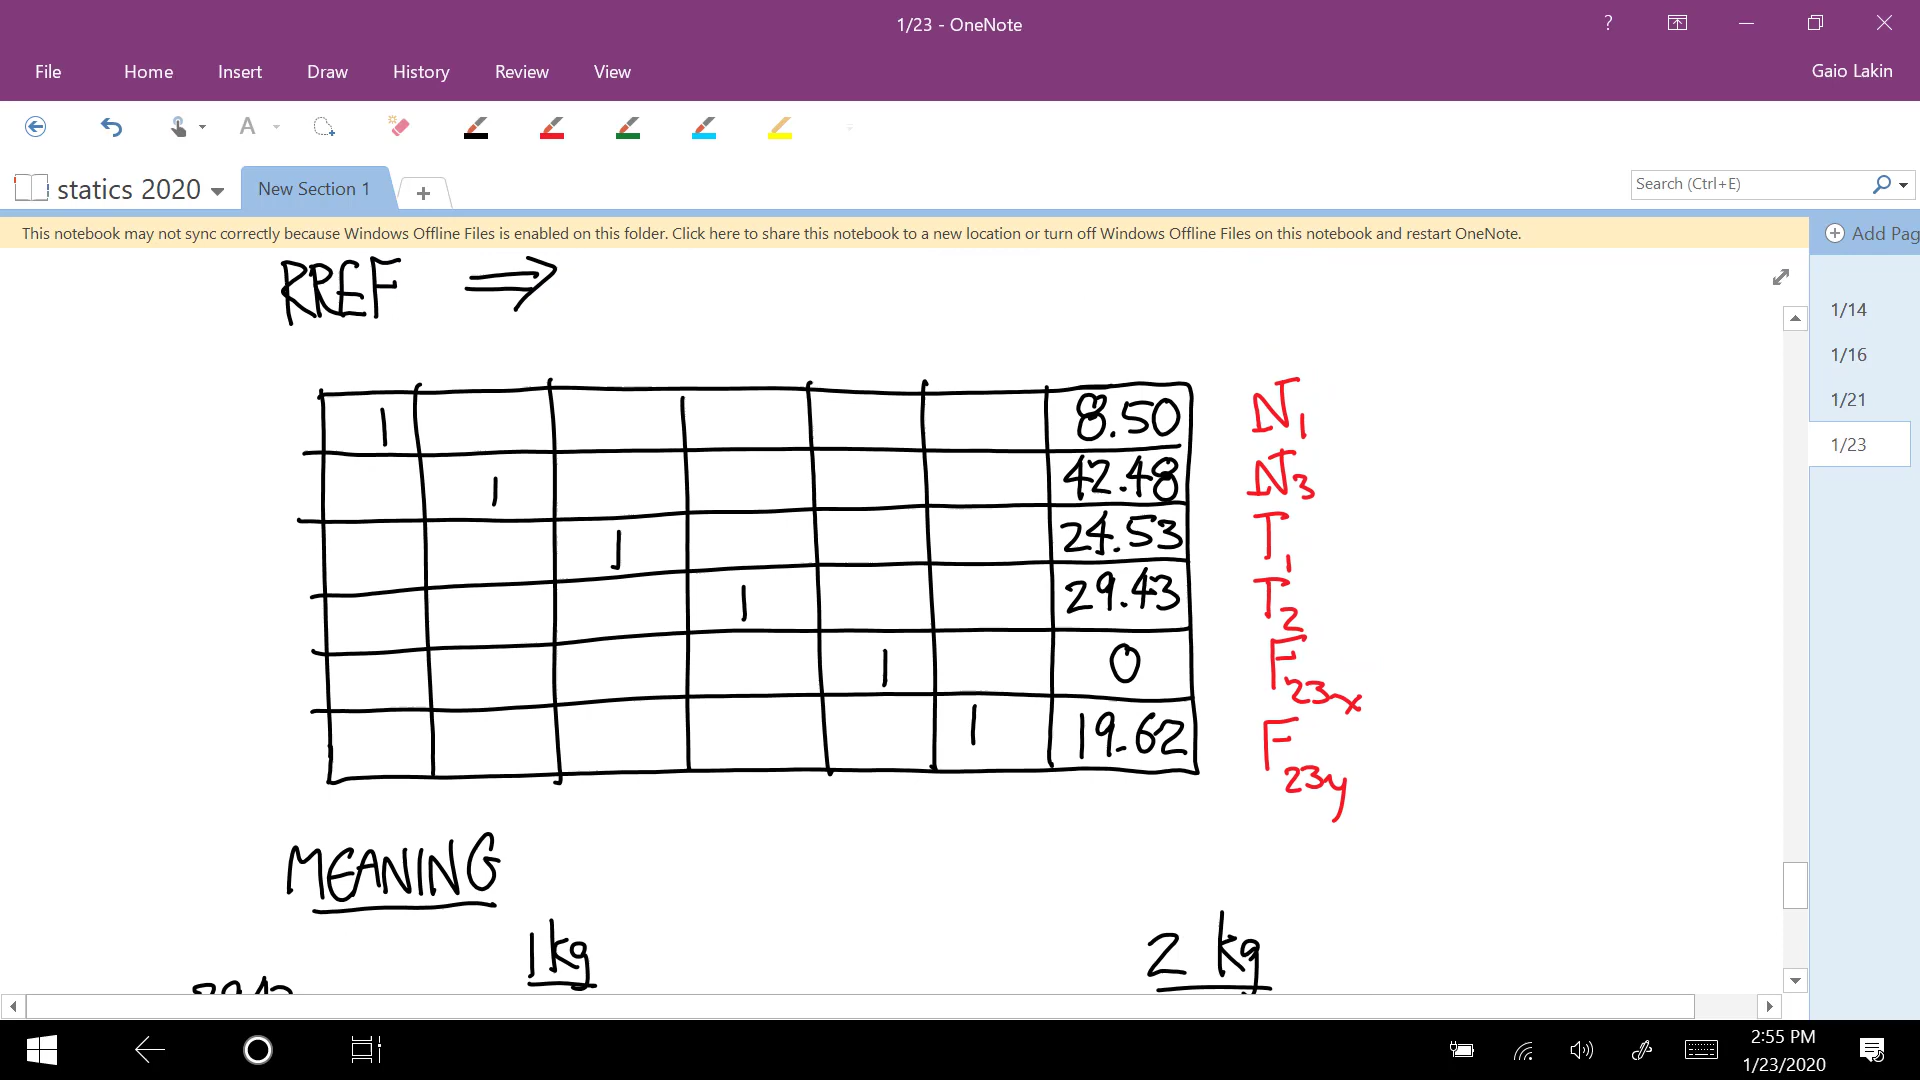 1/23 - OneNote
?
File Home Insert Draw History Review View
Gaio Lakin
A
statics 2020
New Section 1
+
Search (Ctrl+E)
This notebook may not sync correctly because Windows Offline Files is enabled on this folder. Click here to share this notebook to a new location or turn off Windows Offline Files on this notebook and restart OneNote.
Add Pag
1/14
1/16
1/21
1/23
RREF ⇒
1 8.50 N1
1 42.48 N3
1 24.53 T1
1 29.43 T2
1 0 F23x
1 19.62 F23y
MEANING
1kg 2 kg
2:55 PM
1/23/2020